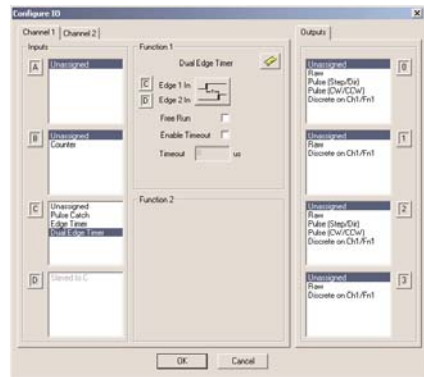 Configure IO
Channel 1
Channel 2
Inputs
A
Unassigned
B
Unassigned
Counter
C
Unassigned
Pulse Catch
Edge Timer
Dual Edge Timer
D
Slaved to C
Function 1
Dual Edge Timer
C
Edge 1 In
D
Edge 2 In
Free Run
Enable Timeout
Timeout
0
us
Function 2
Outputs
Unassigned
Raw
Pulse (Step/Dir)
Pulse (CW/CCW)
Discrete on Ch1/Fn1
0
Unassigned
Raw
Discrete on Ch1/Fn1
1
Unassigned
Raw
Pulse (Step/Dir)
Pulse (CW/CCW)
Discrete on Ch1/Fn1
2
Unassigned
Raw
Discrete on Ch1/Fn1
3
OK
Cancel